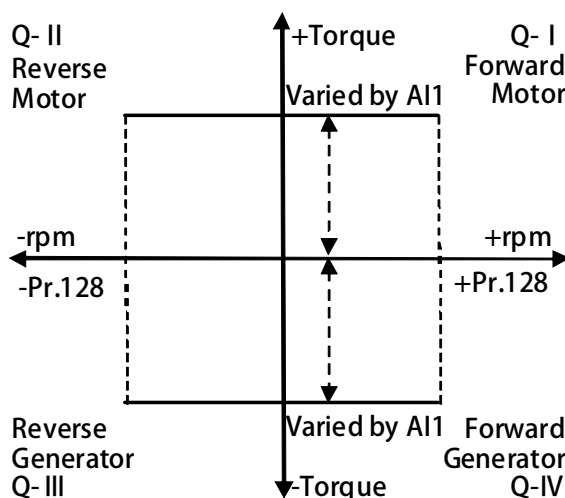 Q- II
Reverse
Motor
+Torque
Q- I
Forward
Motor
Varied by AI1
-rpm
+rpm
-Pr.128
+Pr.128
Varied by AI1
Reverse
Generator
Q-III
-Torque
Forward
Generator
Q-IV